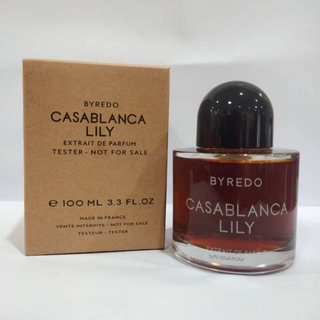 BYREDO
CASABLANCA
LILY
EXTRAIT DE PARFUM
TESTER - NOT FOR SALE
℮ 100 ML 3.3 FL.OZ
MADE IN FRANCE
VENTE INTERDITE - NOT FOR SALE
TESTEUR - TESTER
BYREDO
CASABLANCA
LILY
EXTRAIT DE PARFUM